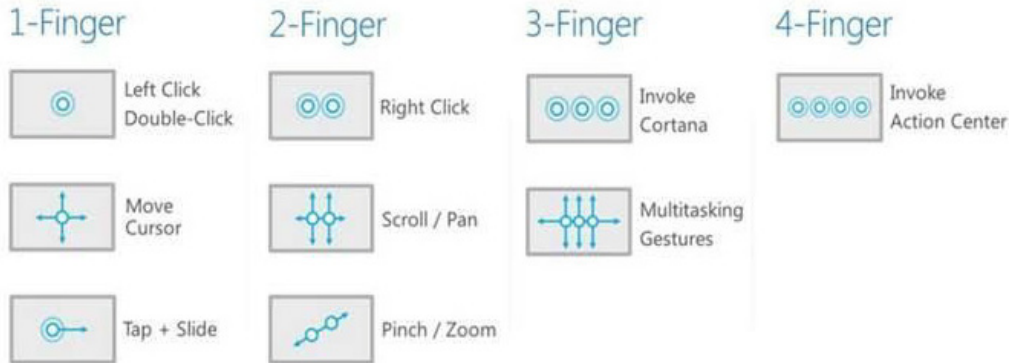 1-Finger
2-Finger
3-Finger
4-Finger
Left Click
Double-Click
Right Click
Invoke
Cortana
Invoke
Action Center
Move
Cursor
Scroll / Pan
Multitasking
Gestures
Tap + Slide
Pinch / Zoom